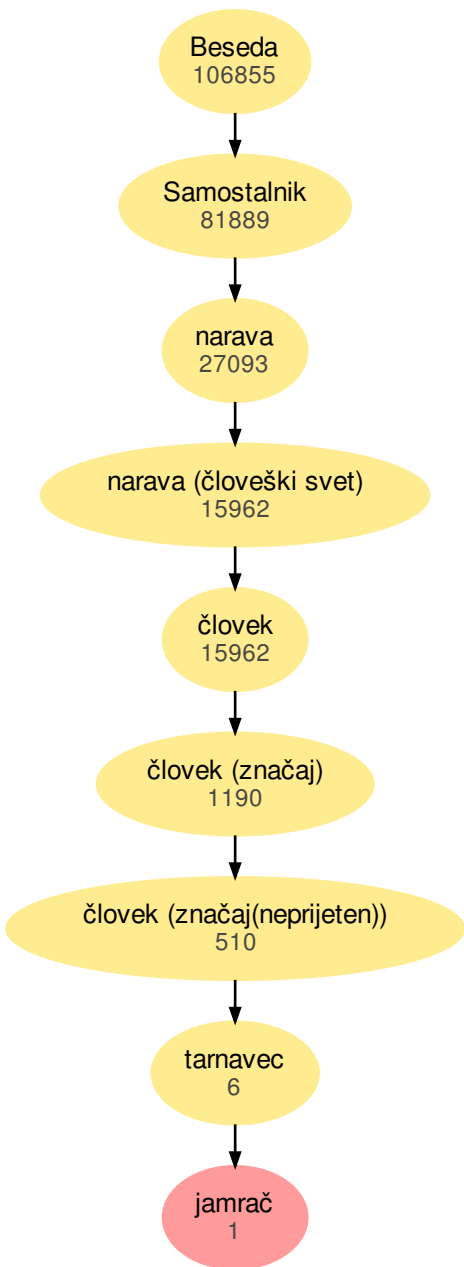 Beseda
106855
Samostalnik
81889
narava
27093
narava (človeški svet)
15962
človek
15962
človek (značaj)
1190
človek (značaj(neprijeten))
510
tarnavec
6
jamrač
1